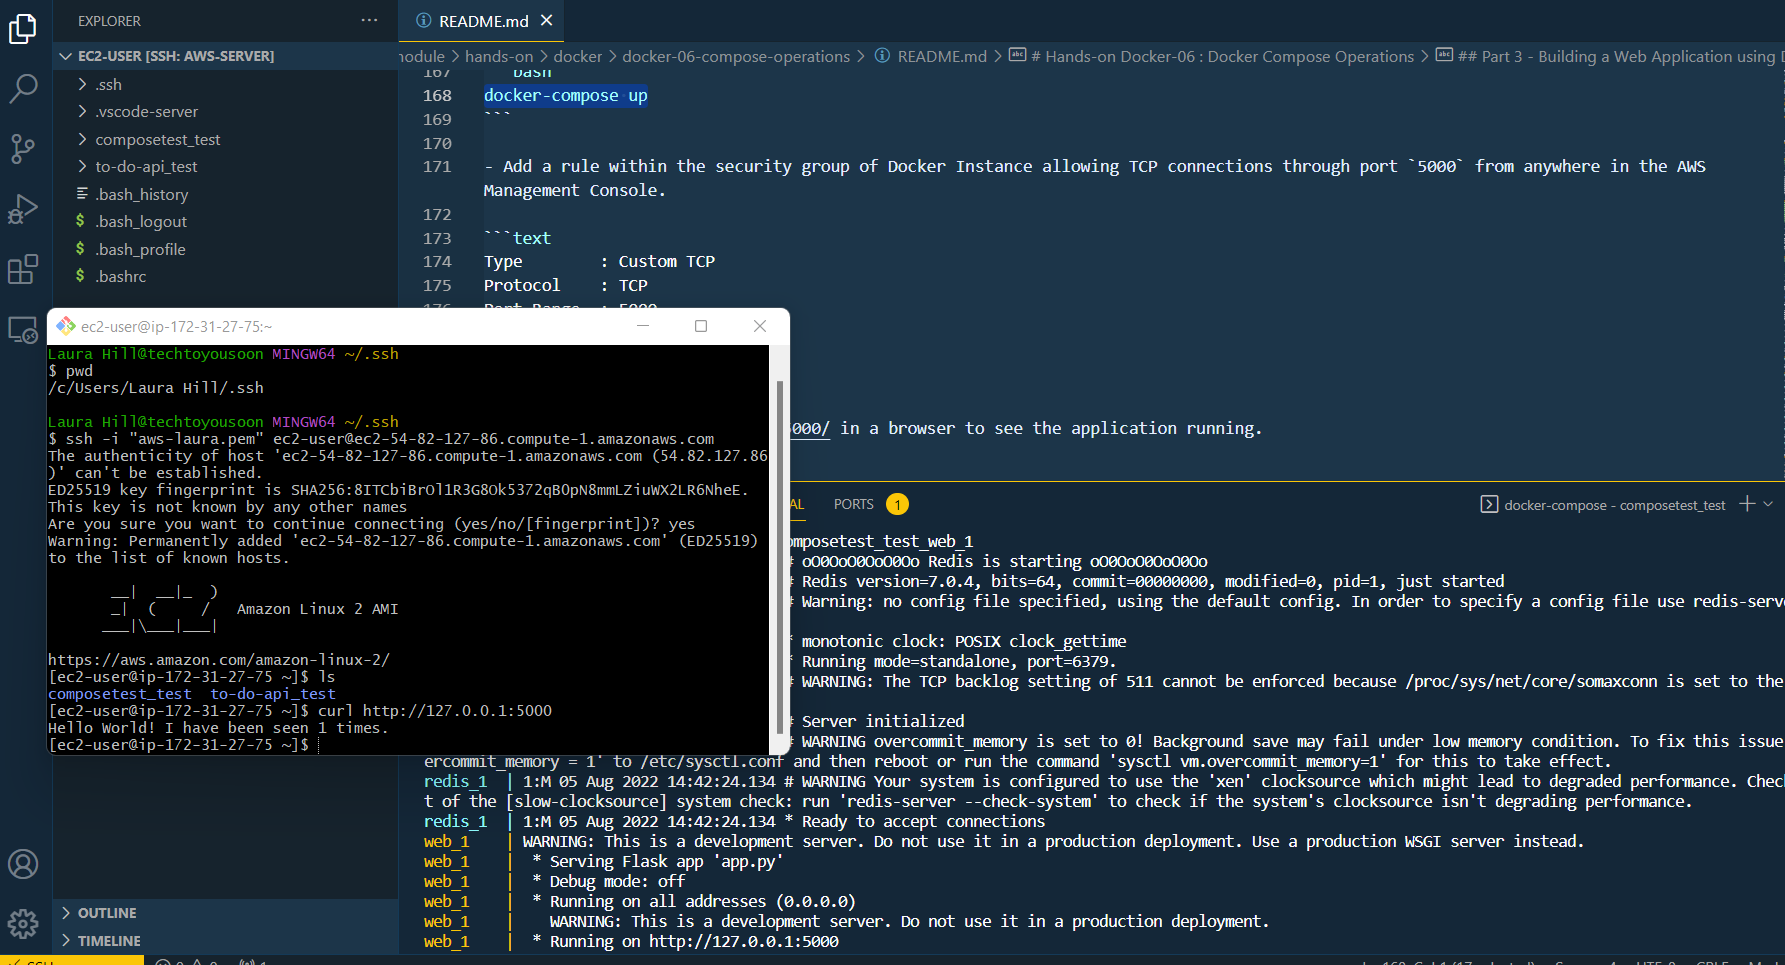 EXPLORER
EC2-USER [SSH: AWS-SERVER]
.ssh
.vscode-server
composetest_test
to-do-api_test
.bash_history
$ .bash_logout
$ .bash_profile
$ .bashrc
OUTLINE
TIMELINE
README.md
module > hands-on > docker > docker-06-compose-operations > README.md > # Hands-on Docker-06 : Docker Compose Operations > ## Part 3 - Building a Web Application using
167 bash
168 docker-compose up
169 ```
170
171 - Add a rule within the security group of Docker Instance allowing TCP connections through port `5000` from anywhere in the AWS
Management Console.
172
173 ```text
174 Type : Custom TCP
175 Protocol : TCP
176 Port Range : 5000
5000/ in a browser to see the application running.
ec2-user@ip-172-31-27-75:~
Laura Hill@techtoyousoon MINGW64 ~/.ssh
$ pwd
/c/Users/Laura Hill/.ssh
Laura Hill@techtoyousoon MINGW64 ~/.ssh
$ ssh -i "aws-laura.pem" ec2-user@ec2-54-82-127-86.compute-1.amazonaws.com
The authenticity of host 'ec2-54-82-127-86.compute-1.amazonaws.com (54.82.127.86
)' can't be established.
ED25519 key fingerprint is SHA256:8ITCbiBrOl1R3G8Ok5372qB0pN8mmLZiuWX2LR6NheE.
This key is not known by any other names
Are you sure you want to continue connecting (yes/no/[fingerprint])? yes
Warning: Permanently added 'ec2-54-82-127-86.compute-1.amazonaws.com' (ED25519)
to the list of known hosts.
__| __|_ )
_| ( / Amazon Linux 2 AMI
___|\___|___|
https://aws.amazon.com/amazon-linux-2/
[ec2-user@ip-172-31-27-75 ~]$ ls
composetest_test to-do-api_test
[ec2-user@ip-172-31-27-75 ~]$ curl http://127.0.0.1:5000
Hello World! I have been seen 1 times.
[ec2-user@ip-172-31-27-75 ~]$
AL PORTS 1 docker-compose - composetest_test
omposetest_test_web_1
# oO0OoO0OoO0Oo Redis is starting oO0OoO0OoO0Oo
# Redis version=7.0.4, bits=64, commit=00000000, modified=0, pid=1, just started
# Warning: no config file specified, using the default config. In order to specify a config file use redis-serve
* monotonic clock: POSIX clock_gettime
* Running mode=standalone, port=6379.
# WARNING: The TCP backlog setting of 511 cannot be enforced because /proc/sys/net/core/somaxconn is set to the
# Server initialized
# WARNING overcommit_memory is set to 0! Background save may fail under low memory condition. To fix this issue
ercommit_memory = 1' to /etc/sysctl.conf and then reboot or run the command 'sysctl vm.overcommit_memory=1' for this to take effect.
redis_1 | 1:M 05 Aug 2022 14:42:24.134 # WARNING Your system is configured to use the 'xen' clocksource which might lead to degraded performance. Chec
t of the [slow-clocksource] system check: run 'redis-server --check-system' to check if the system's clocksource isn't degrading performance.
redis_1 | 1:M 05 Aug 2022 14:42:24.134 * Ready to accept connections
web_1 | WARNING: This is a development server. Do not use it in a production deployment. Use a production WSGI server instead.
web_1 | * Serving Flask app 'app.py'
web_1 | * Debug mode: off
web_1 | * Running on all addresses (0.0.0.0)
web_1 | WARNING: This is a development server. Do not use it in a production deployment.
web_1 | * Running on http://127.0.0.1:5000